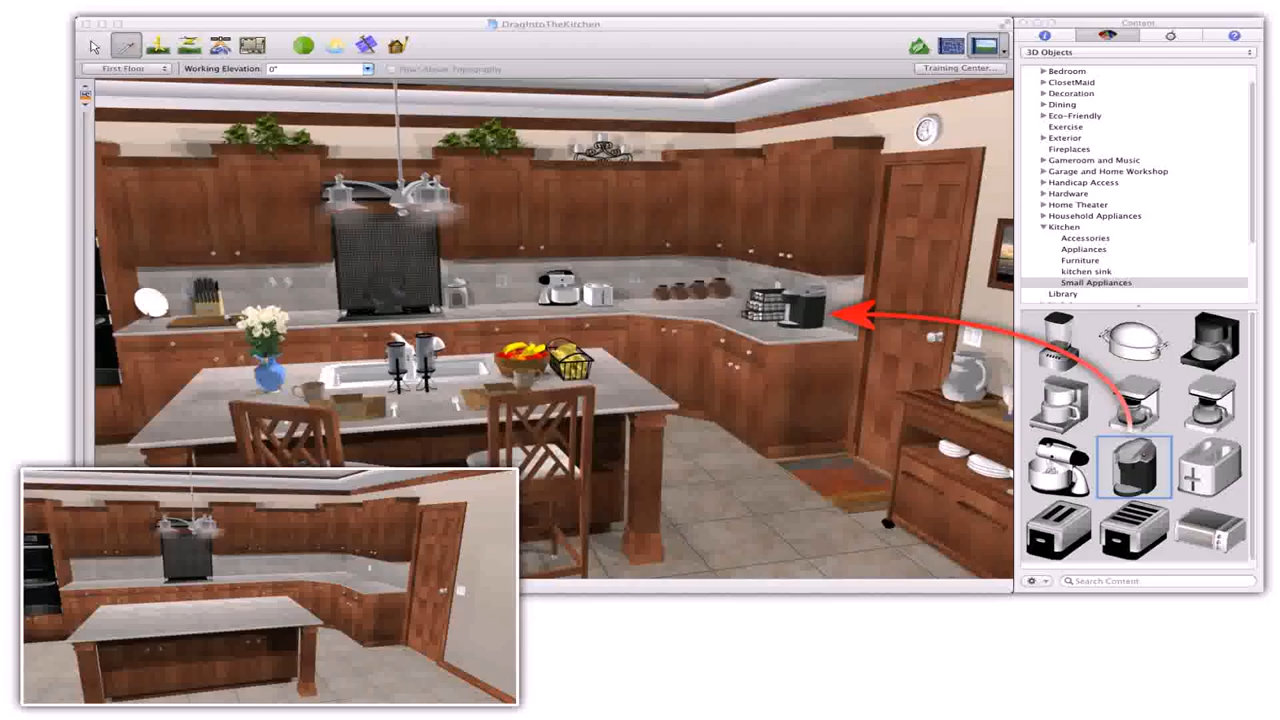 DragIntoTheKitchen
Content
First Floor
Working Elevation: 0"
Training Center...
3D Objects
Bedroom
ClosetMaid
Decoration
Dining
Eco-Friendly
Exercise
Exterior
Fireplaces
Gameroom and Music
Garage and Home Workshop
Handicap Access
Hardware
Home Theater
Household Appliances
Kitchen
Accessories
Appliances
Furniture
kitchen sink
Small Appliances
Library
Search Content